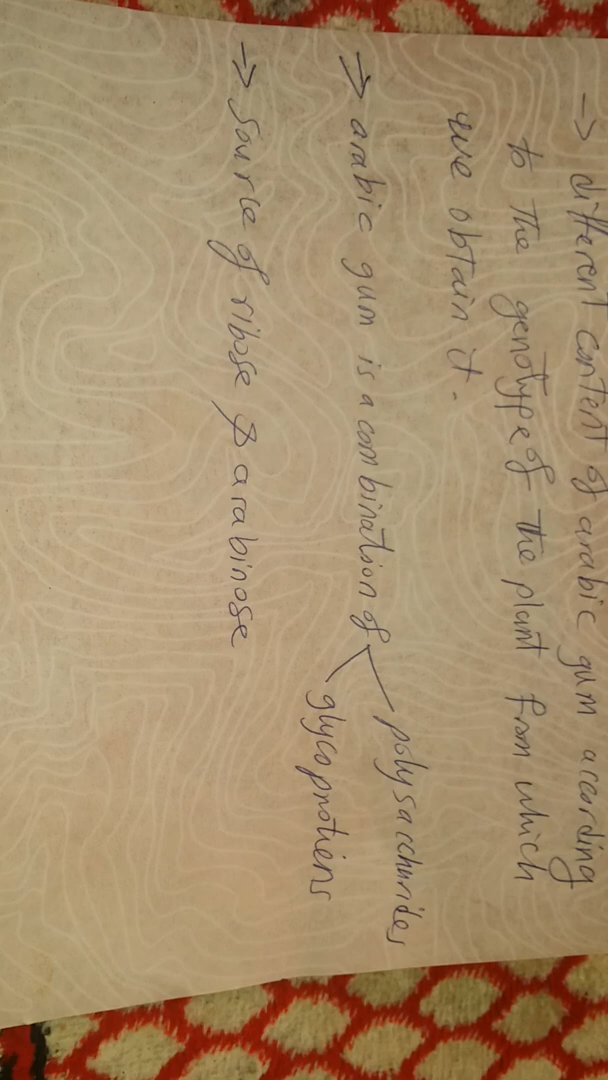 → different content of arabic gum according
to the genotype of the plant from which
we obtain it.
→ arabic gum is a combination of polysaccharides
glycoprotiens
→ Source of ribose & arabinose